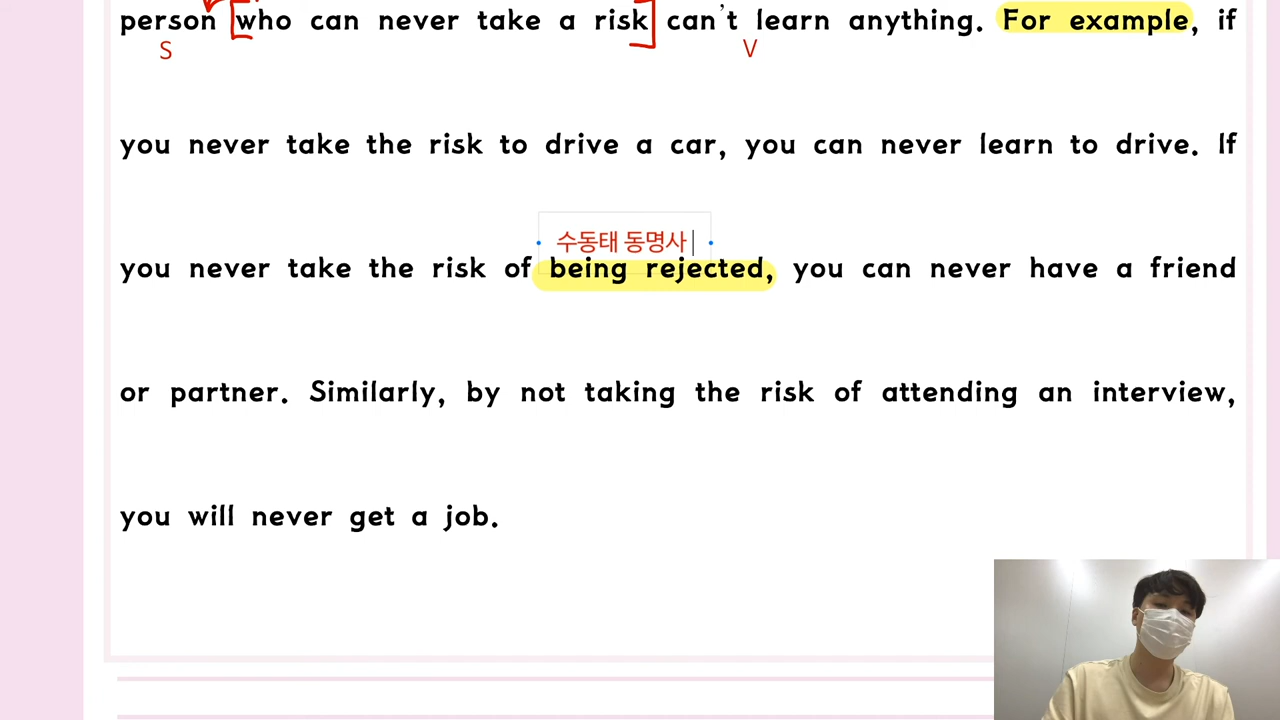 person [who can never take a risk] can't learn anything. For example, if
S V
you never take the risk to drive a car, you can never learn to drive. If
수동태 동명사
you never take the risk of being rejected, you can never have a friend
or partner. Similarly, by not taking the risk of attending an interview,
you will never get a job.